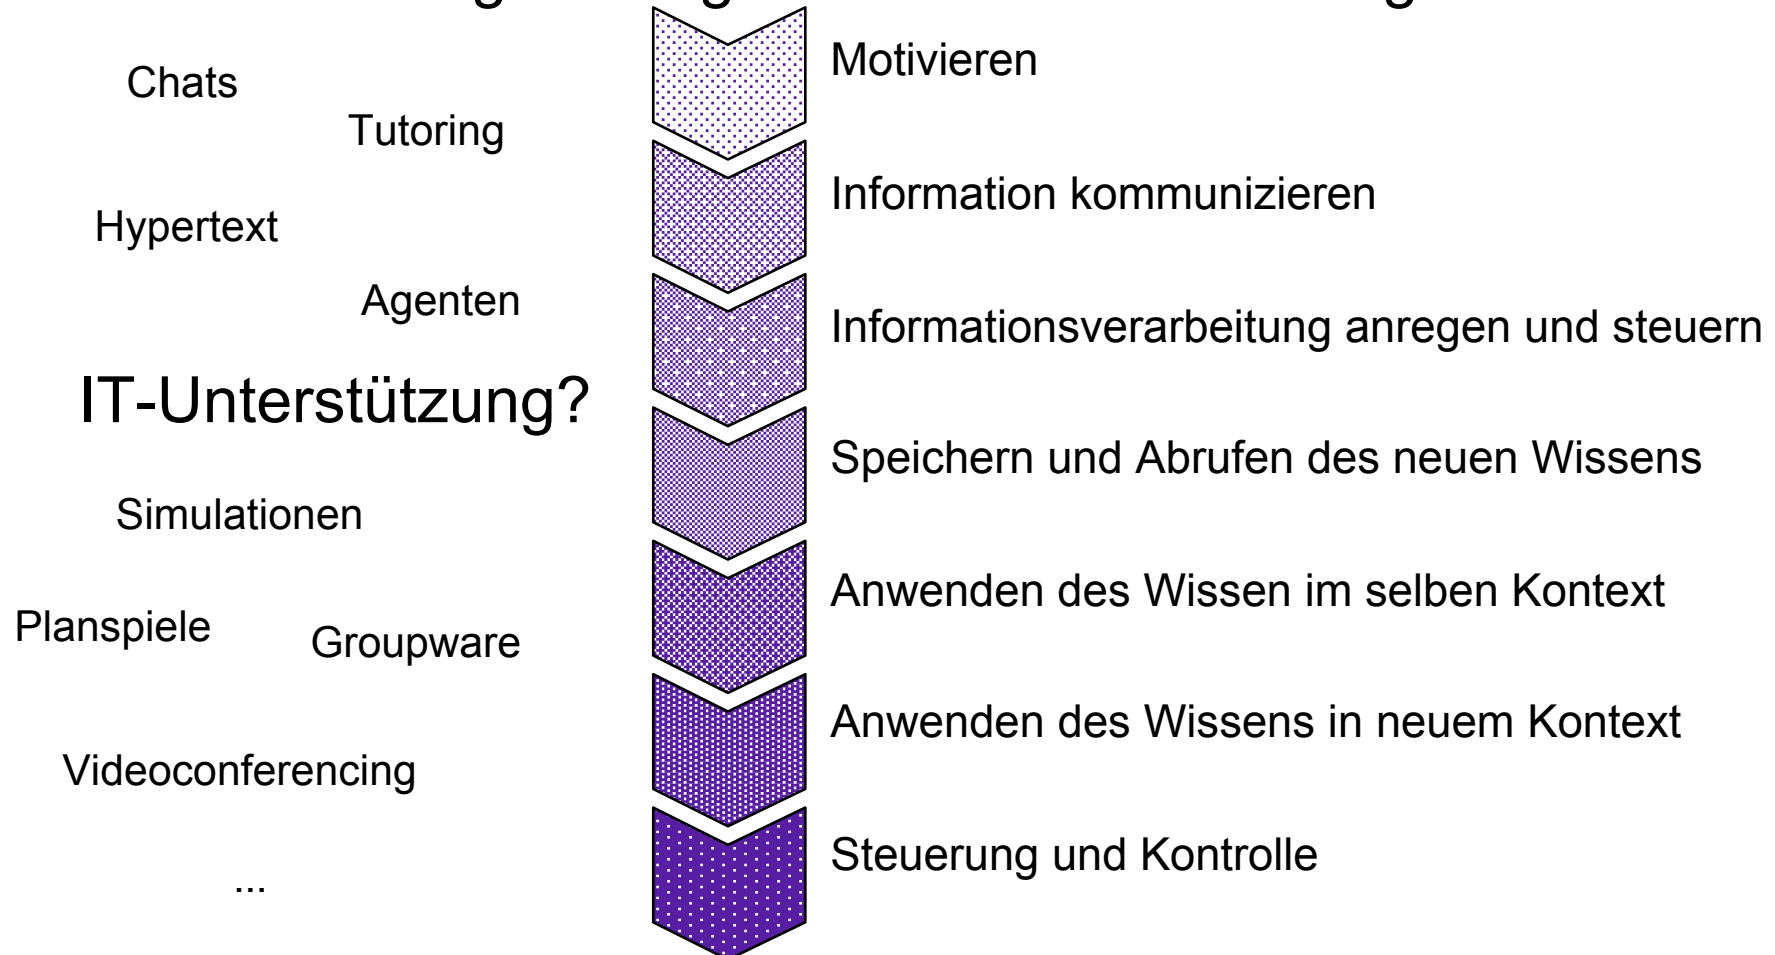 Chats
Tutoring
Hypertext
Agenten
IT-Unterstützung?
Simulationen
Planspiele
Groupware
Videoconferencing
...
Motivieren
Information kommunizieren
Informationsverarbeitung anregen und steuern
Speichern und Abrufen des neuen Wissens
Anwenden des Wissen im selben Kontext
Anwenden des Wissens in neuem Kontext
Steuerung und Kontrolle